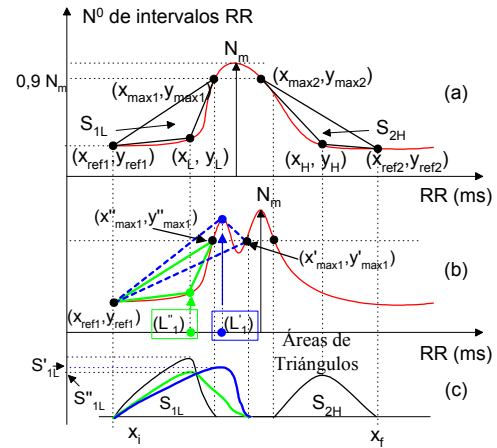 N⁰ de intervalos RR
N_m
0,9 N_m
(x_max1,y_max1)
(x_max2,y_max2)
(a)
S_1L
S_2H
(x_ref1,y_ref1)
(x_L, y_L)
(x_H, y_H)
(x_ref2,y_ref2)
RR (ms)
N_m
(x''_max1,y''_max1)
(x'_max1,y'_max1)
(b)
(x_ref1,y_ref1)
(L''_1)
(L'_1)
RR (ms)
Áreas de
Triángulos
S'_1L
S''_1L
S_1L
S_2H
(c)
x_i
x_f